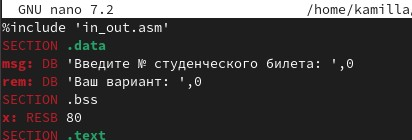 GNU nano 7.2 /home/kamilla/
%include 'in_out.asm'
SECTION .data
msg: DB 'Введите № студенческого билета: ',0
rem: DB 'Ваш вариант: ',0
SECTION .bss
x: RESB 80
SECTION .text